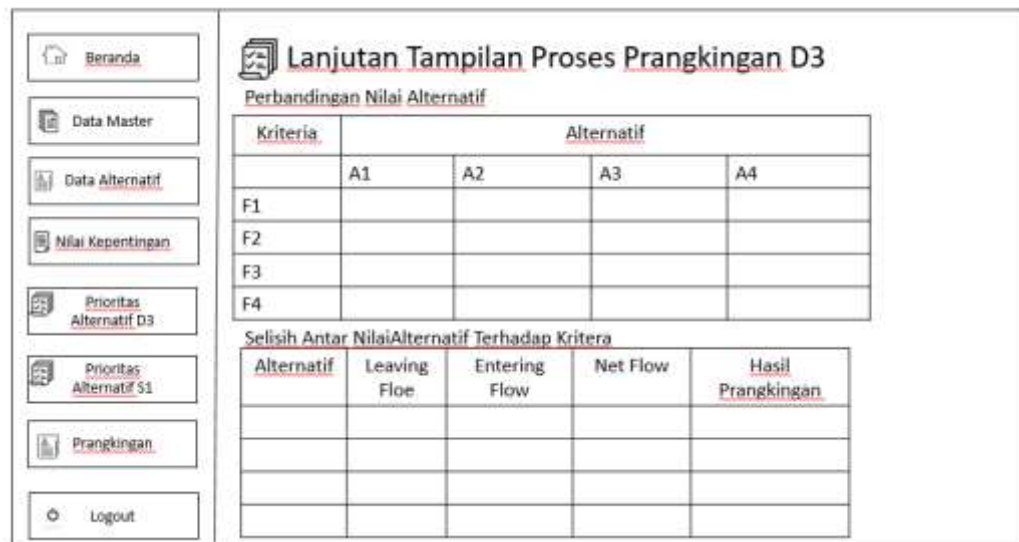 Beranda
Data Master
Data Alternatif
Nilai Kepentingan
Prioritas
Alternatif D3
Prioritas
Alternatif S1
Prangkingan
Logout
Lanjutan Tampilan Proses Prangkingan D3
Perbandingan Nilai Alternatif
Kriteria Alternatif
A1 A2 A3 A4
F1
F2
F3
F4
Selisih Antar NilaiAlternatif Terhadap Kritera
Alternatif Leaving Entering Net Flow Hasil
Floe Flow Prangkingan